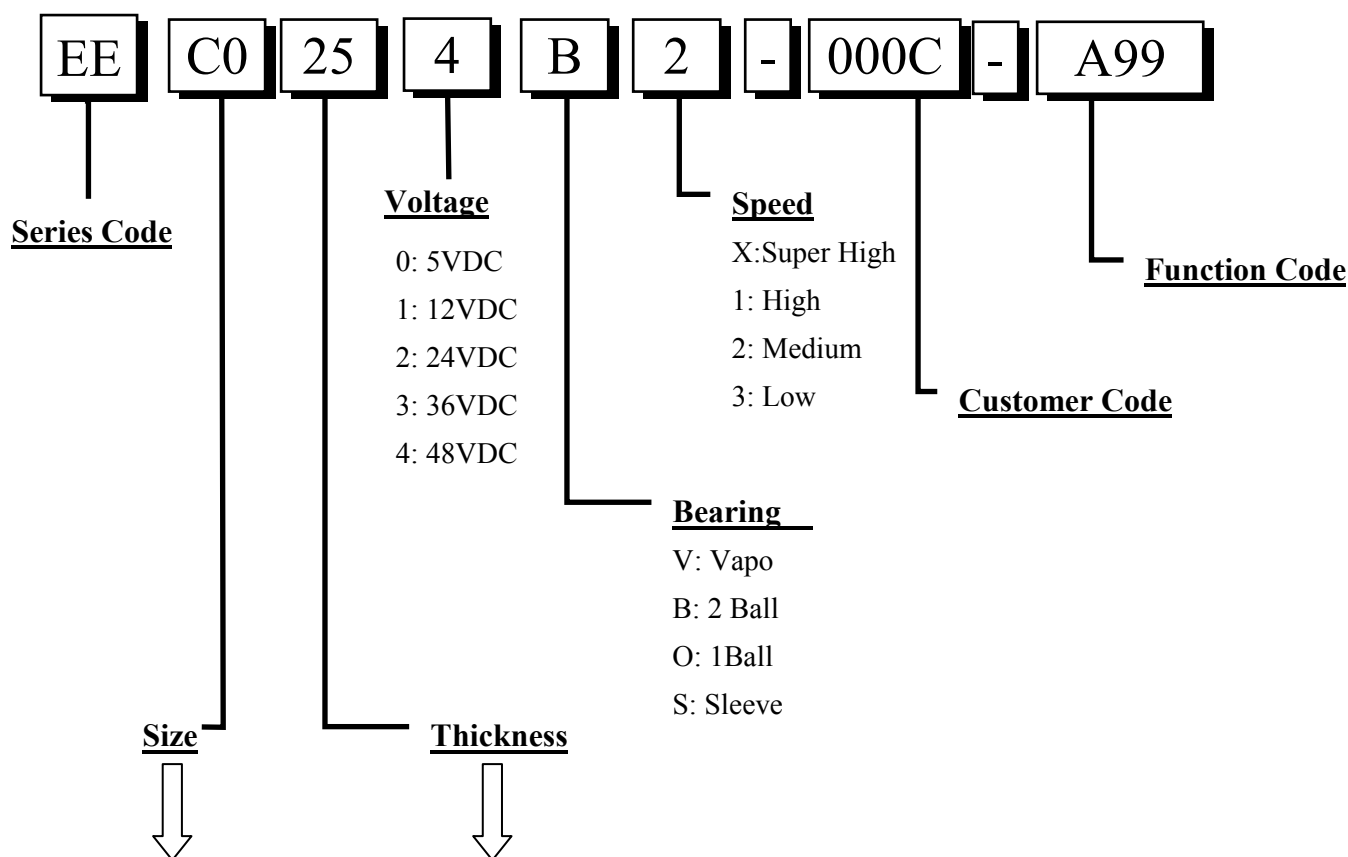 EE C0 25 4 B 2 - 000C - A99
Series Code
Voltage
0: 5VDC
1: 12VDC
2: 24VDC
3: 36VDC
4: 48VDC
Speed
X:Super High
1: High
2: Medium
3: Low
Function Code
Customer Code
Bearing
V: Vapo
B: 2 Ball
O: 1Ball
S: Sleeve
Size
Thickness